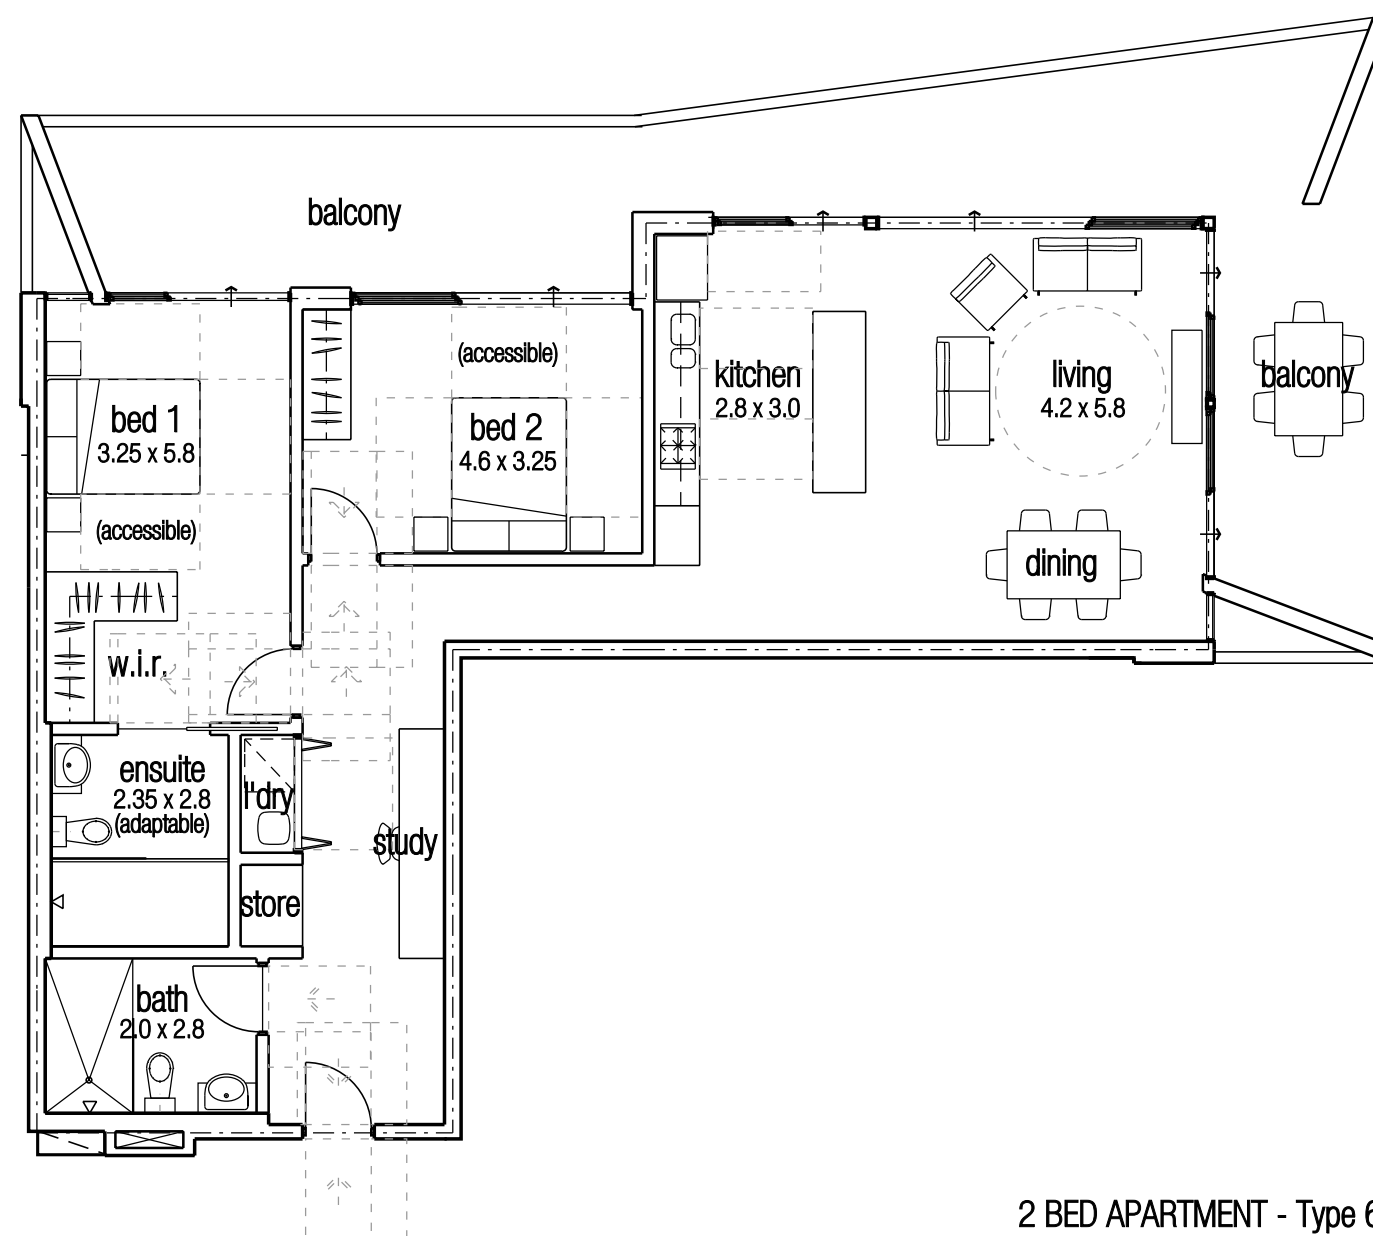 balcony
(accessible)
kitchen
2.8 x 3.0
living
4.2 x 5.8
balcony
bed 1
3.25 x 5.8
bed 2
4.6 x 3.25
(accessible)
dining
w.i.r.
ensuite
2.35 x 2.8
(adaptable)
l'dry
study
store
bath
2.0 x 2.8
2 BED APARTMENT - Type 6